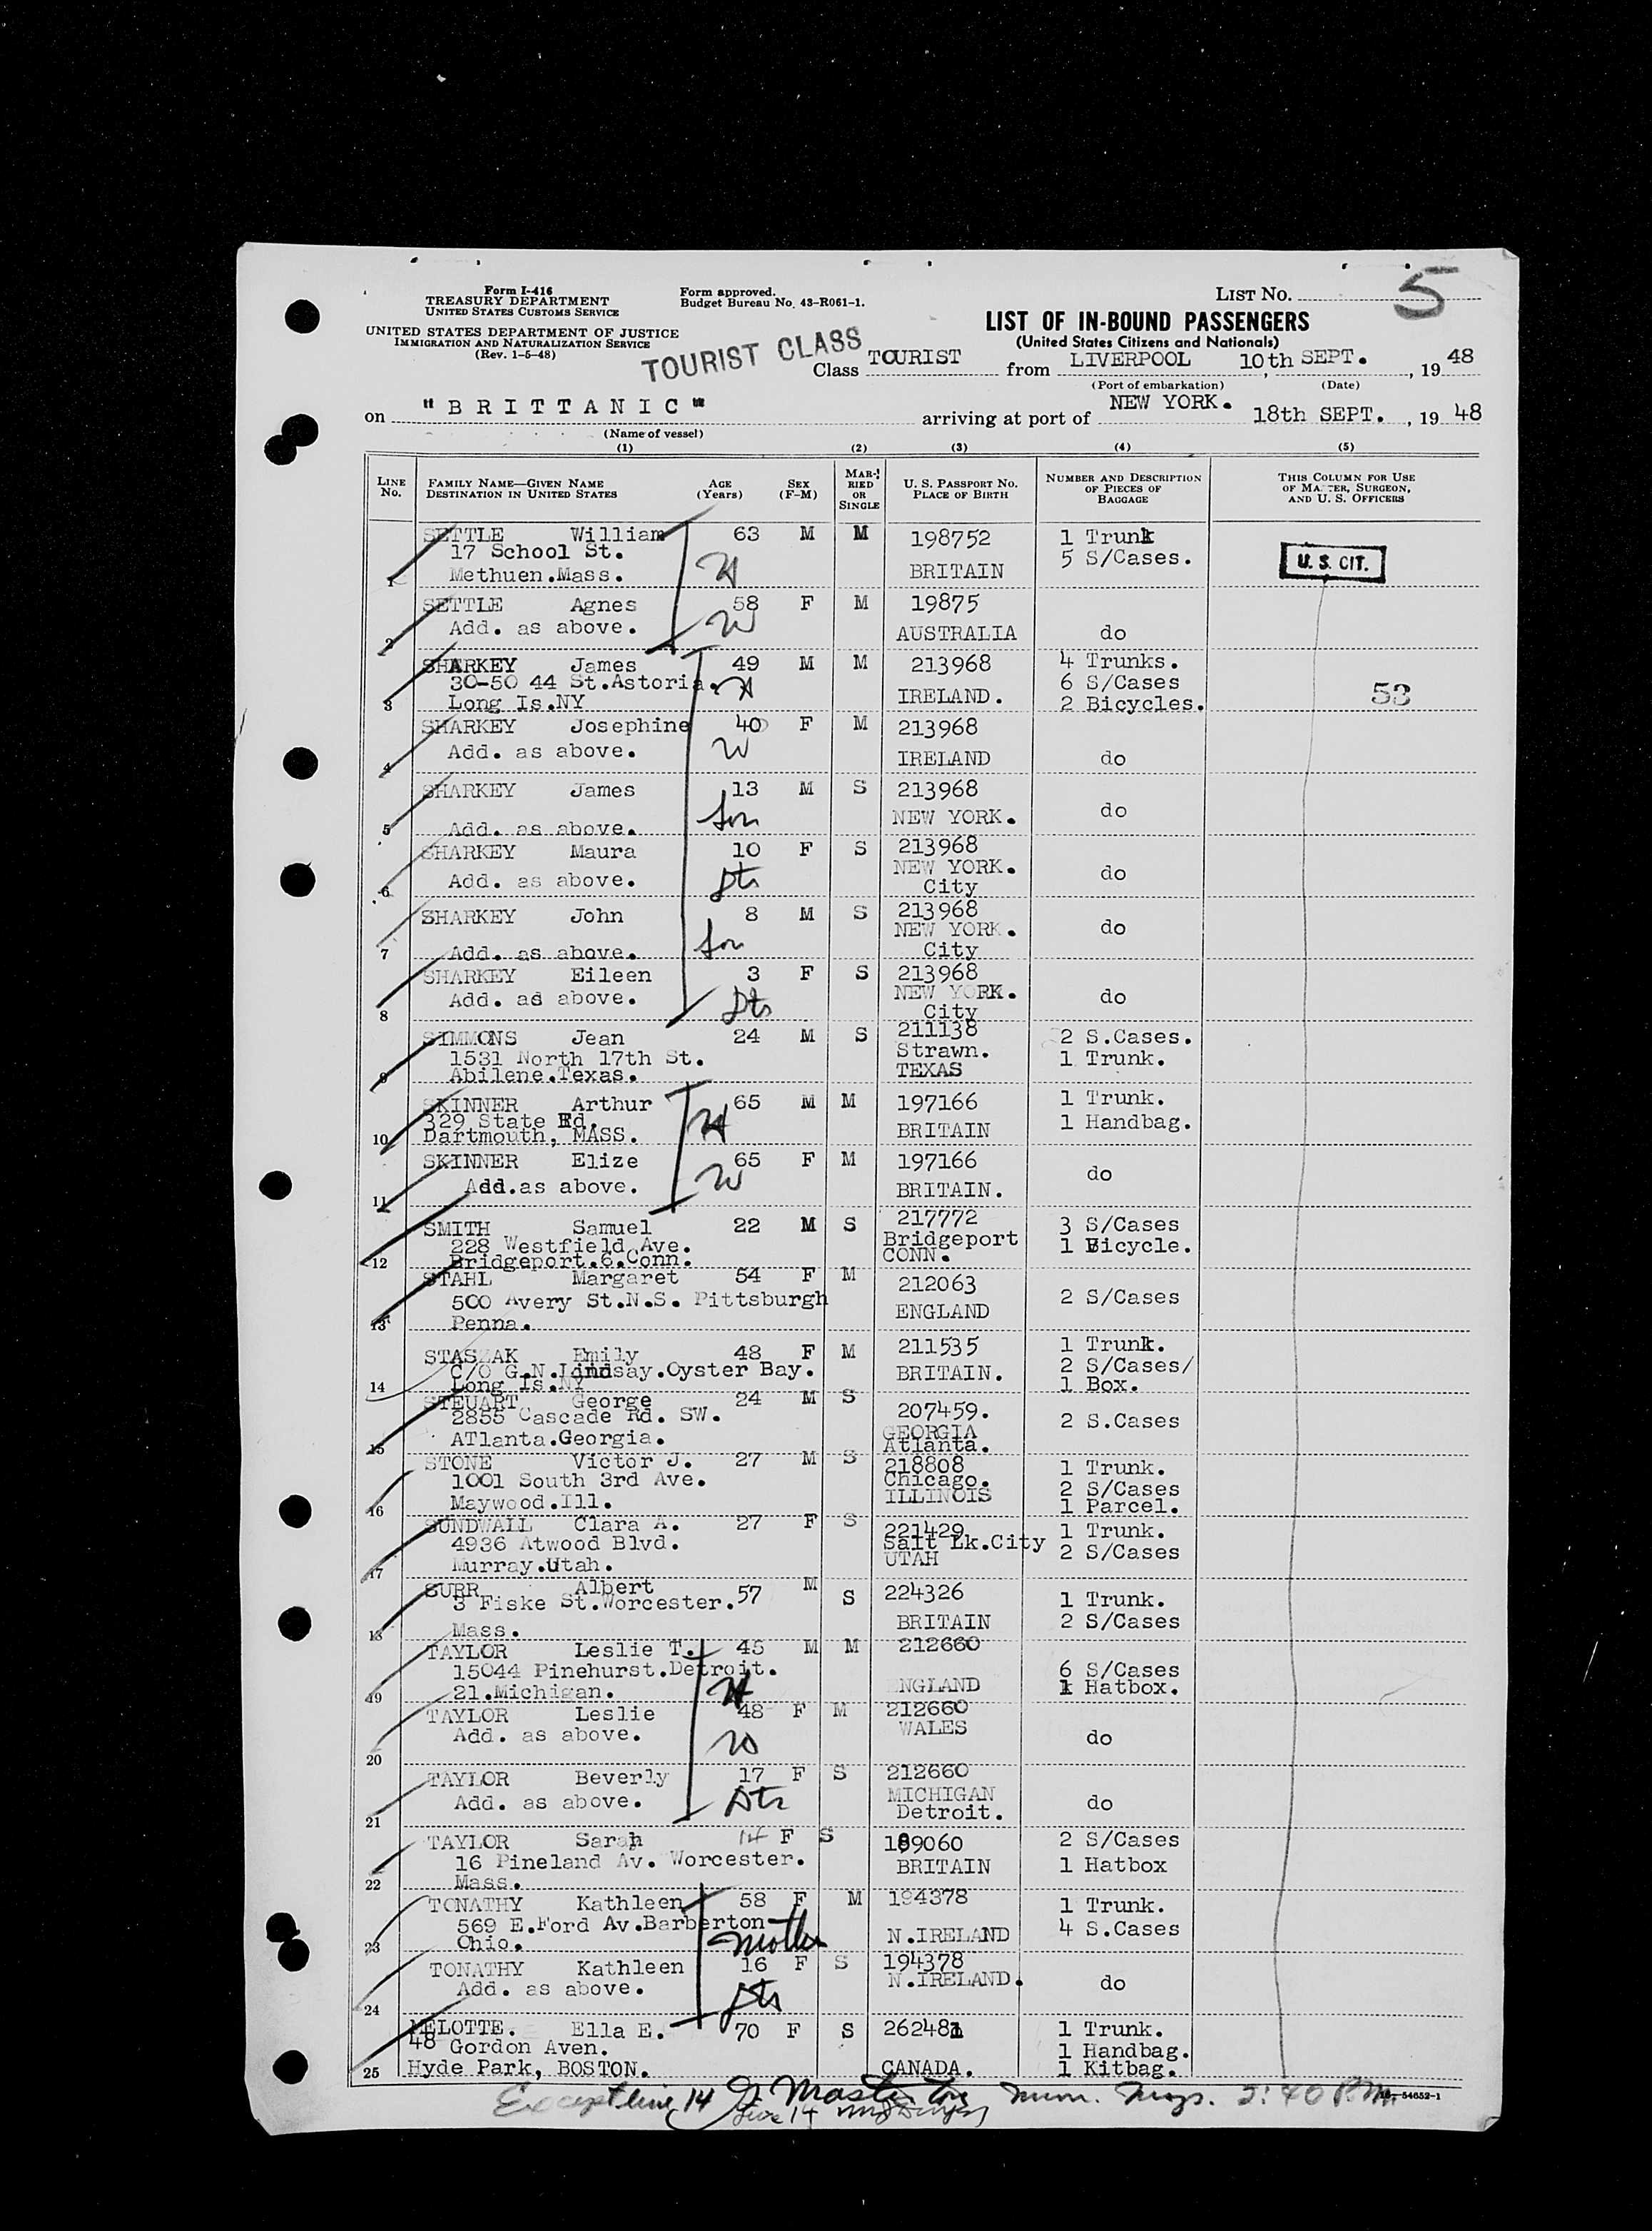 Form I-416
TREASURY DEPARTMENT
UNITED STATES CUSTOMS SERVICE
UNITED STATES DEPARTMENT OF JUSTICE
IMMIGRATION AND NATURALIZATION SERVICE
(Rev. 1-5-48)
Form approved.
Budget Bureau No. 43-R061-1.
LIST NO. 5
LIST OF IN-BOUND PASSENGERS
(United States Citizens and Nationals)
TOURIST CLASS
Class TOURIST from LIVERPOOL 10th SEPT. , 19 48
(Port of embarkation) (Date)
on "BRITTANIC" arriving at port of NEW YORK. 18th SEPT. , 19 48
(Name of vessel)
(1) (2) (3) (4) (5)
LINE NO. FAMILY NAME—GIVEN NAME DESTINATION IN UNITED STATES AGE (Years) SEX (F-M) MARRIED OR SINGLE U. S. PASSPORT NO. PLACE OF BIRTH NUMBER AND DESCRIPTION OF PIECES OF BAGGAGE THIS COLUMN FOR USE OF MASTER, SURGEON, AND U. S. OFFICERS
SETTLE William 63 M M 198752 1 Trunk
17 School St. 5 S/Cases. U. S. CIT.
1 Methuen.Mass. H BRITAIN
SETTLE Agnes 58 F M 19875
2 Add. as above. W AUSTRALIA do
SHARKEY James 49 M M 213968 4 Trunks.
30-50 44 St.Astoria. H 6 S/Cases 53
3 Long Is.NY IRELAND. 2 Bicycles.
SHARKEY Josephine 40 F M 213968
4 Add. as above. W IRELAND do
SHARKEY James 13 M S 213968
5 Add. as above. Son NEW YORK. do
SHARKEY Maura 10 F S 213968
6 Add. as above. Dtr NEW YORK. City do
SHARKEY John 8 M S 213968
7 Add. as above. Son NEW YORK. City do
SHARKEY Eileen 3 F S 213968
8 Add. as above. Dtr NEW YORK. City do
SIMMONS Jean 24 M S 211138 2 S.Cases.
1531 North 17th St. Strawn. 1 Trunk.
9 Abilene.Texas. TEXAS
SKINNER Arthur 65 M M 197166 1 Trunk.
329 State Rd. H 1 Handbag.
10 Dartmouth, MASS. BRITAIN
SKINNER Elize 65 F M 197166 do
11 Add.as above. W BRITAIN.
SMITH Samuel 22 M S 217772 3 S/Cases
228 Westfield Ave. Bridgeport 1 Bicycle.
12 Bridgeport.6.Conn. CONN.
STAHL Margaret 54 F M 212063
500 Avery St.N.S. Pittsburgh 2 S/Cases
13 Penna. ENGLAND
STASZAK Emily 48 F M 211535 1 Trunk.
C/O G.N.Lindsay.Oyster Bay. BRITAIN. 2 S/Cases/
14 Long Is.NY 1 Box.
STEUART George 24 M S 207459.
2855 Cascade Rd. SW. GEORGIA 2 S.Cases
15 ATlanta.Georgia. Atlanta.
STONE Victor J. 27 M S 218808 1 Trunk.
1001 South 3rd Ave. Chicago. 2 S/Cases
16 Maywood.Ill. ILLINOIS 1 Parcel.
SUNDWALL Clara A. 27 F S 221429 1 Trunk.
4936 Atwood Blvd. Salt Lk.City 2 S/Cases
17 Murray.Utah. UTAH
SURR Albert 57 M S 224326 1 Trunk.
3 Fiske St.Worcester. BRITAIN 2 S/Cases
18 Mass.
TAYLOR Leslie T. 45 M M 212660
15044 Pinehurst.Detroit. 6 S/Cases
19 21.Michigan. H ENGLAND 1 Hatbox.
TAYLOR Leslie 48 F M 212660
20 Add. as above. W WALES do
TAYLOR Beverly 17 F S 212660
21 Add. as above. Dtr MICHIGAN Detroit. do
TAYLOR Sarah F S 189060 2 S/Cases
16 Pineland Av. Worcester. BRITAIN 1 Hatbox
22 Mass.
TONATHY Kathleen 58 F M 194378 1 Trunk.
569 E.Ford Av.Barberton 4 S.Cases
23 Ohio. Mother N.IRELAND
TONATHY Kathleen 16 F S 194378
24 Add. as above. Dtr N.IRELAND. do
MELOTTE. Ella E. 70 F S 262481 1 Trunk.
48 Gordon Aven. 1 Handbag.
25 Hyde Park, BOSTON. CANADA. 1 Kitbag.
Except line 14 2:40 P.M. 16-54652-1
Line 14